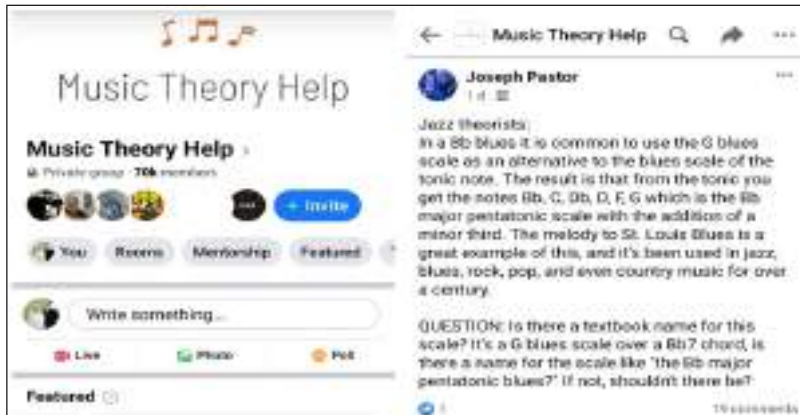 Music Theory Help
Music Theory Help ›
Private group · 70k members
+ Invite
You Rooms Mentorship Featured
Write something...
Live Photo Poll
Featured
Music Theory Help
Joseph Pastor
1 d
Jazz theorists:
In a Bb blues it is common to use the G blues
scale as an alternative to the blues scale of the
tonic note. The result is that from the tonic you
get the notes Bb, C, Db, D, F, G which is the Bb
major pentatonic scale with the addition of a
minor third. The melody to St. Louis Blues is a
great example of this, and it's been used in jazz,
blues, rock, pop, and even country music for over
a century.
QUESTION: Is there a textbook name for this
scale? It's a G blues scale over a Bb7 chord, is
there a name for the scale like "the Bb major
pentatonic blues?" If not, shouldn't there be?
19 comments